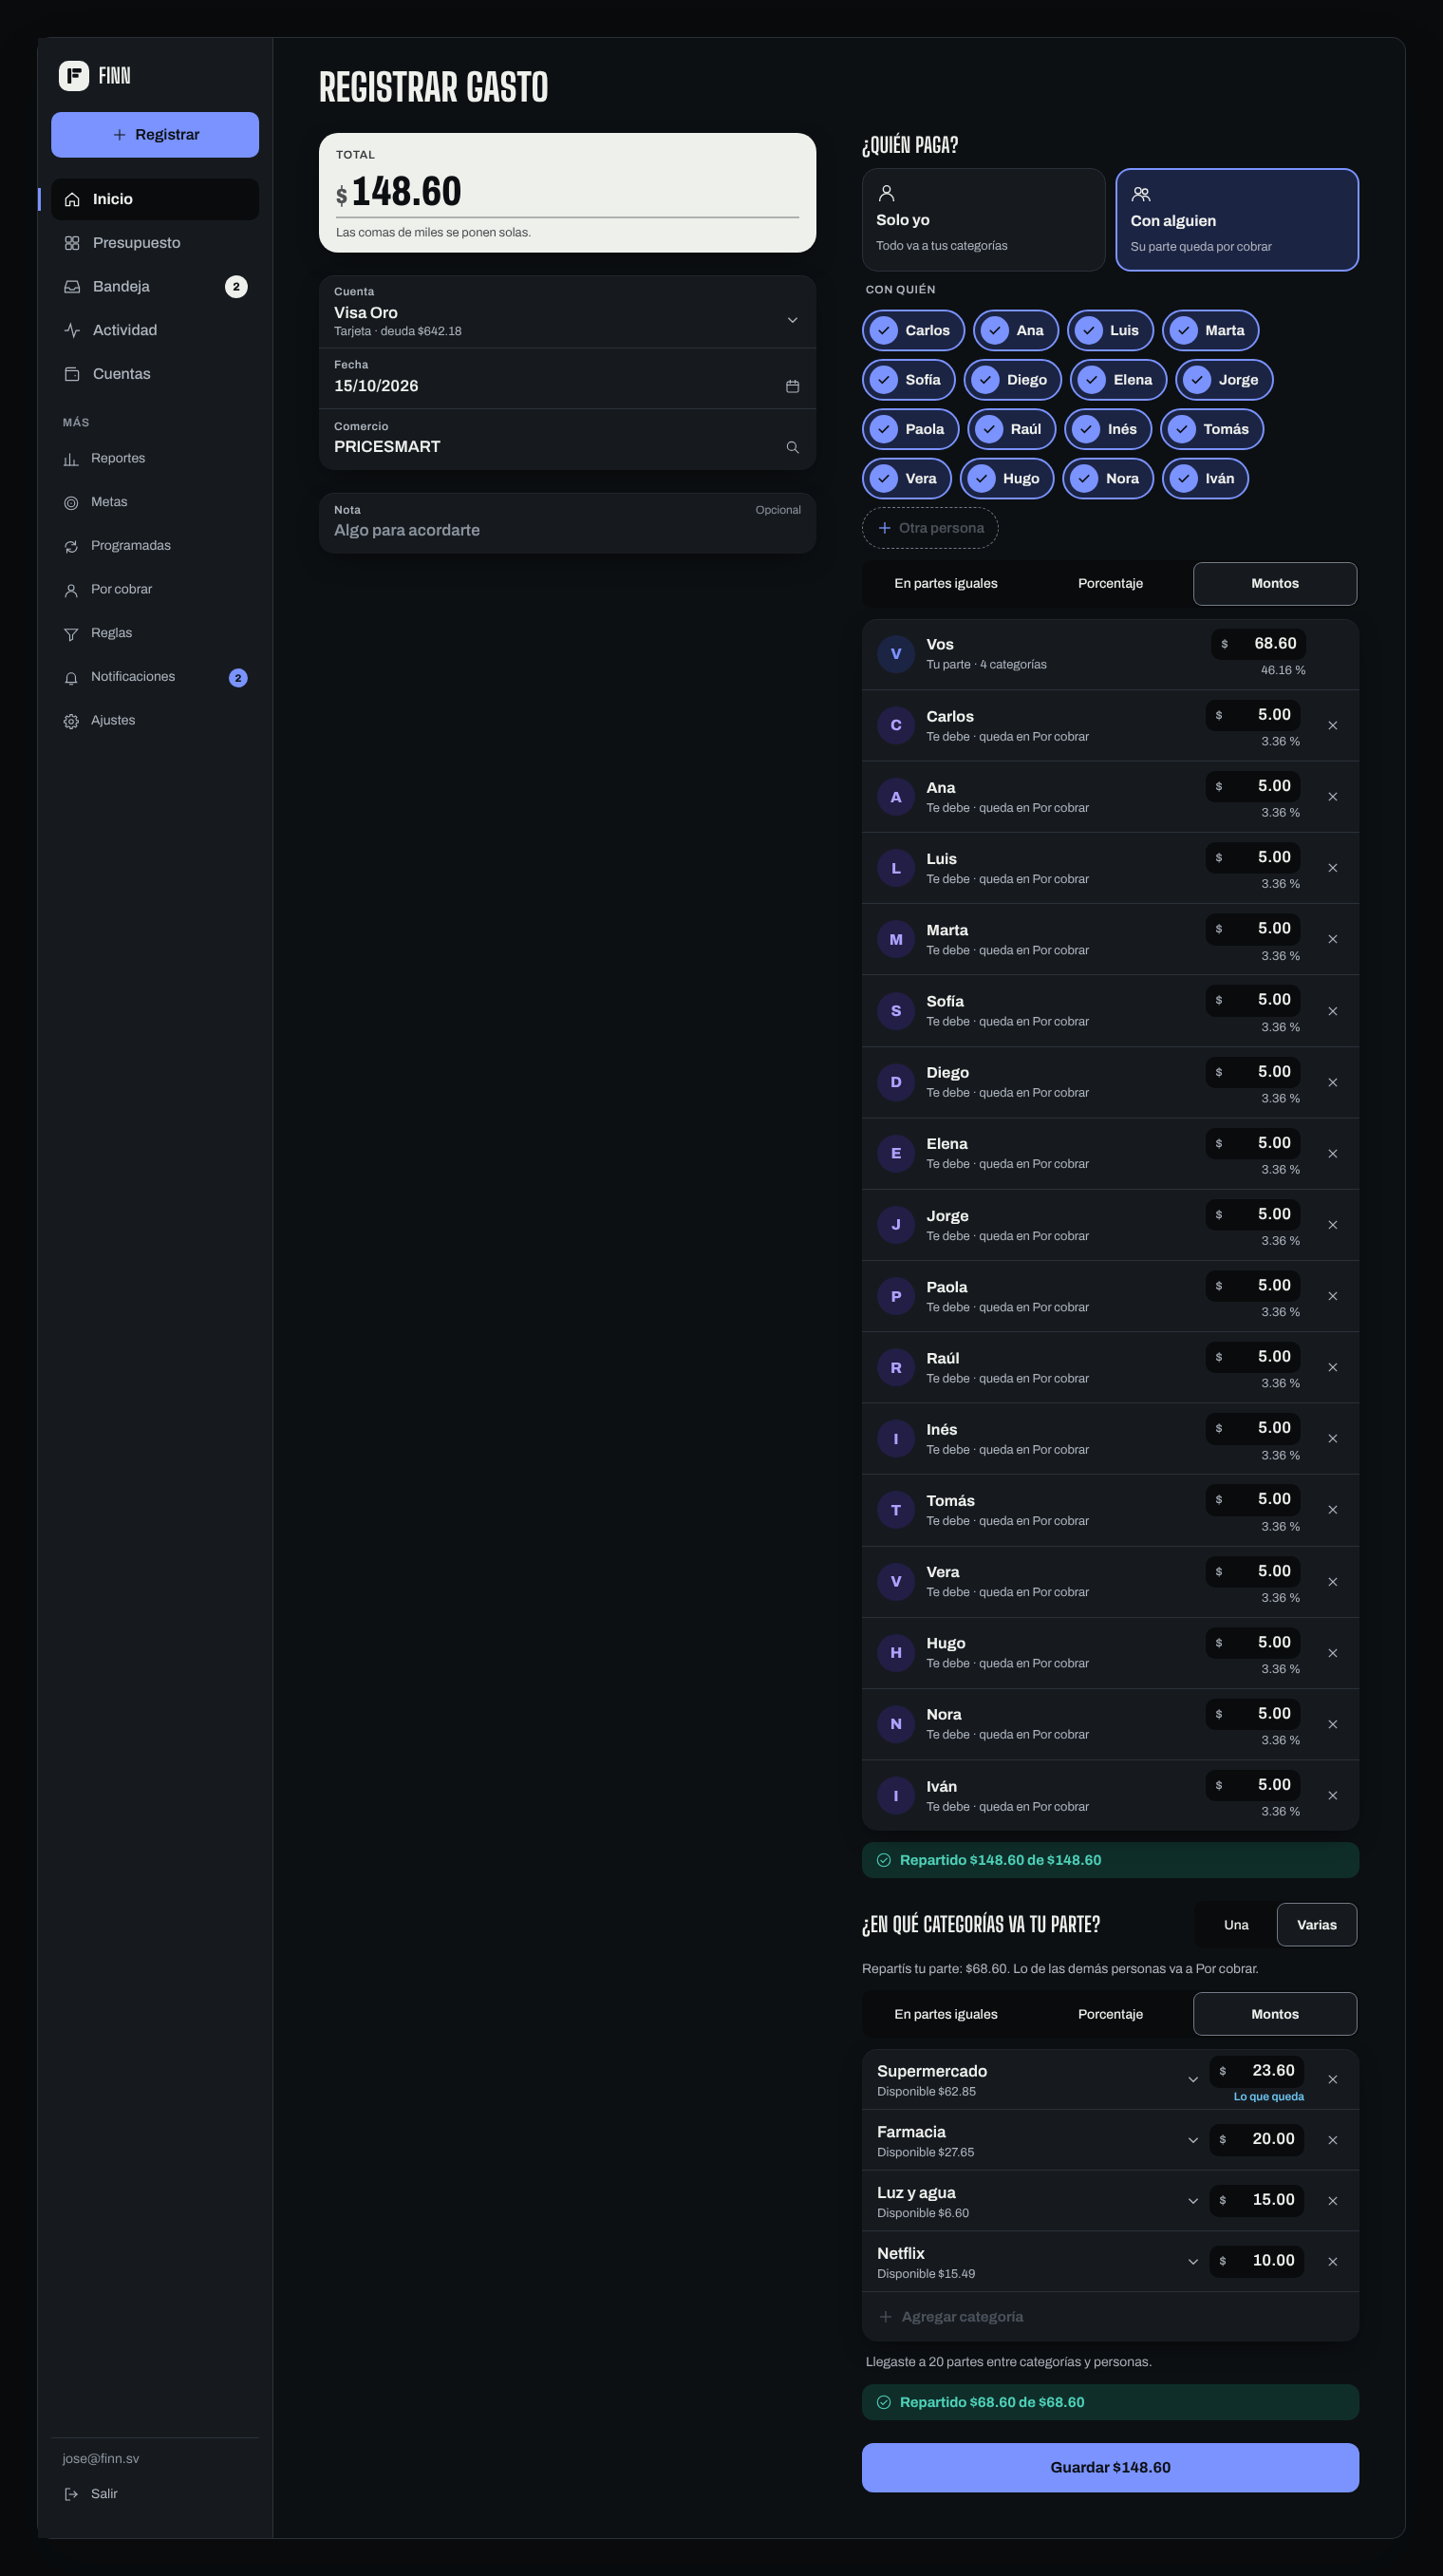 FINN
Registrar
Inicio
Presupuesto
Bandeja 2
Actividad
Cuentas
MÁS
Reportes
Metas
Programadas
Por cobrar
Reglas
Notificaciones 2
Ajustes
jose@finn.sv
Salir
REGISTRAR GASTO
TOTAL
$ 148.60
Las comas de miles se ponen solas.
Cuenta
Visa Oro
Tarjeta · deuda $642.18
Fecha
15/10/2026
Comercio
PRICESMART
Nota Opcional
Algo para acordarte
¿QUIÉN PAGA?
Solo yo
Todo va a tus categorías
Con alguien
Su parte queda por cobrar
CON QUIÉN
Carlos Ana Luis Marta
Sofía Diego Elena Jorge
Paola Raúl Inés Tomás
Vera Hugo Nora Iván
Otra persona
En partes iguales Porcentaje Montos
V Vos $ 68.60
Tu parte · 4 categorías 46.16 %
C Carlos $ 5.00
Te debe · queda en Por cobrar 3.36 %
A Ana $ 5.00
Te debe · queda en Por cobrar 3.36 %
L Luis $ 5.00
Te debe · queda en Por cobrar 3.36 %
M Marta $ 5.00
Te debe · queda en Por cobrar 3.36 %
S Sofía $ 5.00
Te debe · queda en Por cobrar 3.36 %
D Diego $ 5.00
Te debe · queda en Por cobrar 3.36 %
E Elena $ 5.00
Te debe · queda en Por cobrar 3.36 %
J Jorge $ 5.00
Te debe · queda en Por cobrar 3.36 %
P Paola $ 5.00
Te debe · queda en Por cobrar 3.36 %
R Raúl $ 5.00
Te debe · queda en Por cobrar 3.36 %
I Inés $ 5.00
Te debe · queda en Por cobrar 3.36 %
T Tomás $ 5.00
Te debe · queda en Por cobrar 3.36 %
V Vera $ 5.00
Te debe · queda en Por cobrar 3.36 %
H Hugo $ 5.00
Te debe · queda en Por cobrar 3.36 %
N Nora $ 5.00
Te debe · queda en Por cobrar 3.36 %
I Iván $ 5.00
Te debe · queda en Por cobrar 3.36 %
Repartido $148.60 de $148.60
¿EN QUÉ CATEGORÍAS VA TU PARTE? Una Varias
Repartís tu parte: $68.60. Lo de las demás personas va a Por cobrar.
En partes iguales Porcentaje Montos
Supermercado $ 23.60
Disponible $62.85 Lo que queda
Farmacia $ 20.00
Disponible $27.65
Luz y agua $ 15.00
Disponible $6.60
Netflix $ 10.00
Disponible $15.49
Agregar categoría
Llegaste a 20 partes entre categorías y personas.
Repartido $68.60 de $68.60
Guardar $148.60